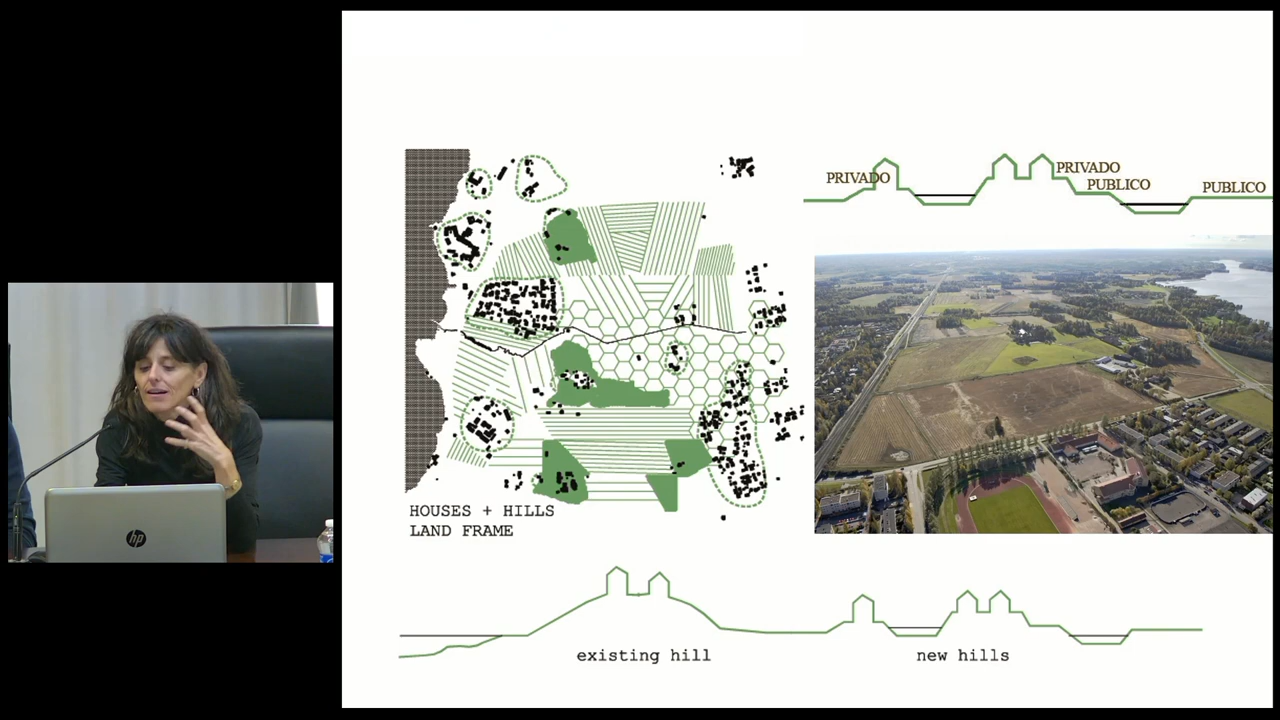 PRIVADO
PRIVADO
PUBLICO
PUBLICO
HOUSES + HILLS
LAND FRAME
existing hill
new hills
hp